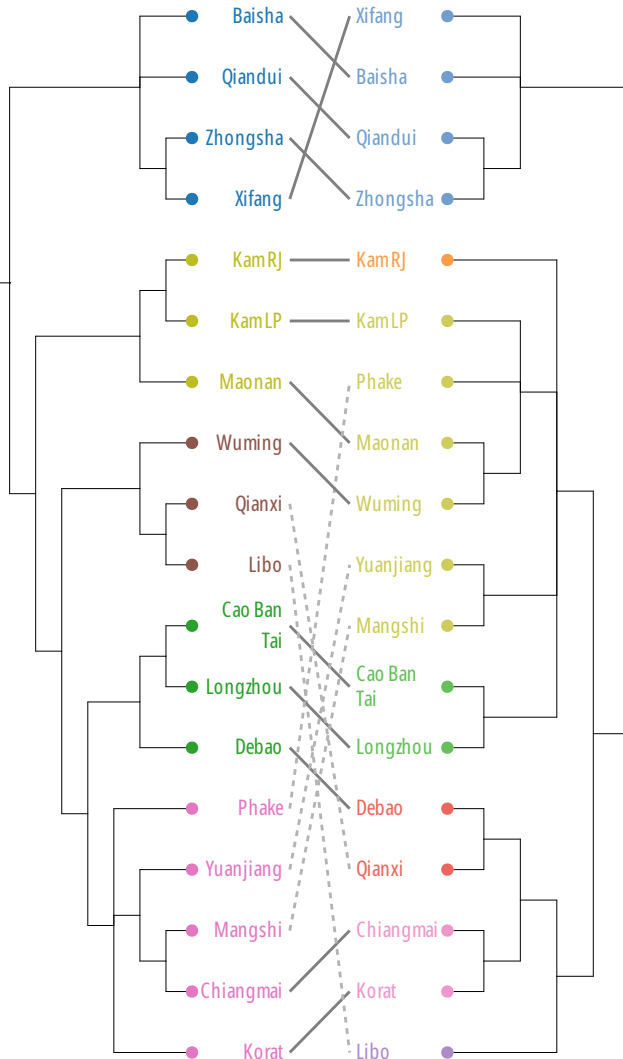 Baisha Xifang
Qiandui Baisha
Zhongsha Qiandui
Xifang Zhongsha
KamRJ KamRJ
KamLP KamLP
Maonan Phake
Wuming Maonan
Qianxi Wuming
Libo Yuanjiang
Cao Ban Mangshi
Tai
Longzhou Cao Ban
Tai
Debao Longzhou
Phake Debao
Yuanjiang Qianxi
Mangshi Chiangmai
Chiangmai Korat
Korat Libo